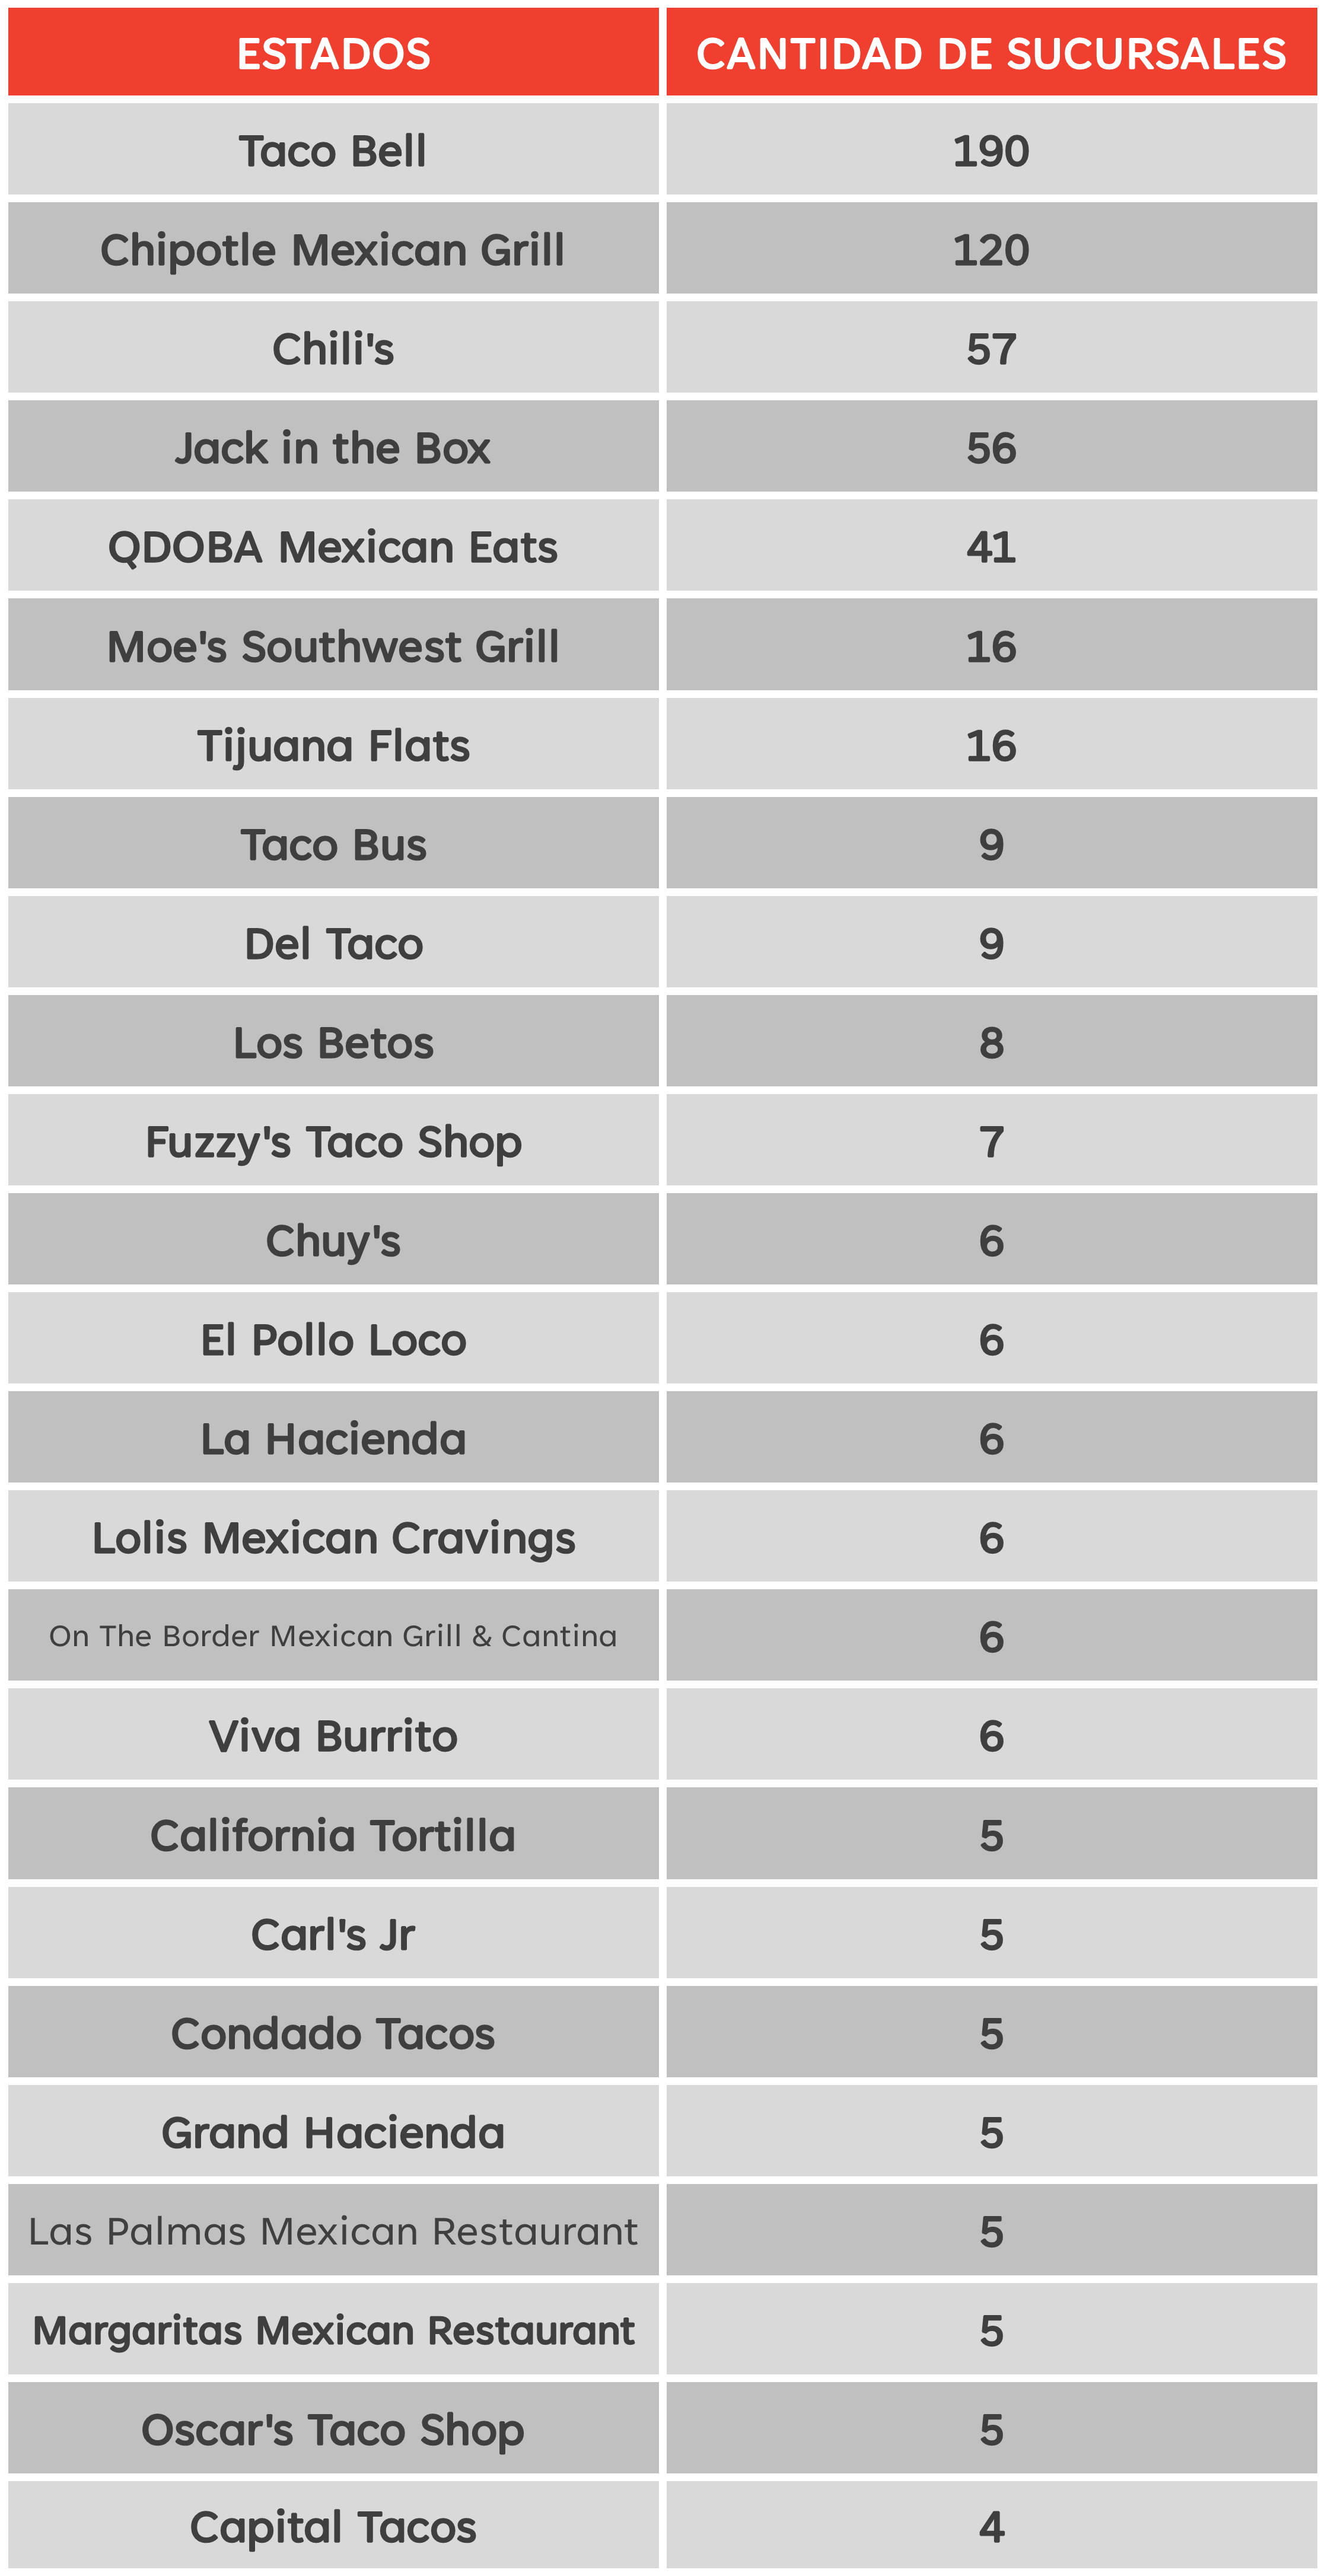 ESTADOS CANTIDAD DE SUCURSALES
Taco Bell 190
Chipotle Mexican Grill 120
Chili's 57
Jack in the Box 56
QDOBA Mexican Eats 41
Moe's Southwest Grill 16
Tijuana Flats 16
Taco Bus 9
Del Taco 9
Los Betos 8
Fuzzy's Taco Shop 7
Chuy's 6
El Pollo Loco 6
La Hacienda 6
Lolis Mexican Cravings 6
On The Border Mexican Grill & Cantina 6
Viva Burrito 6
California Tortilla 5
Carl's Jr 5
Condado Tacos 5
Grand Hacienda 5
Las Palmas Mexican Restaurant 5
Margaritas Mexican Restaurant 5
Oscar's Taco Shop 5
Capital Tacos 4